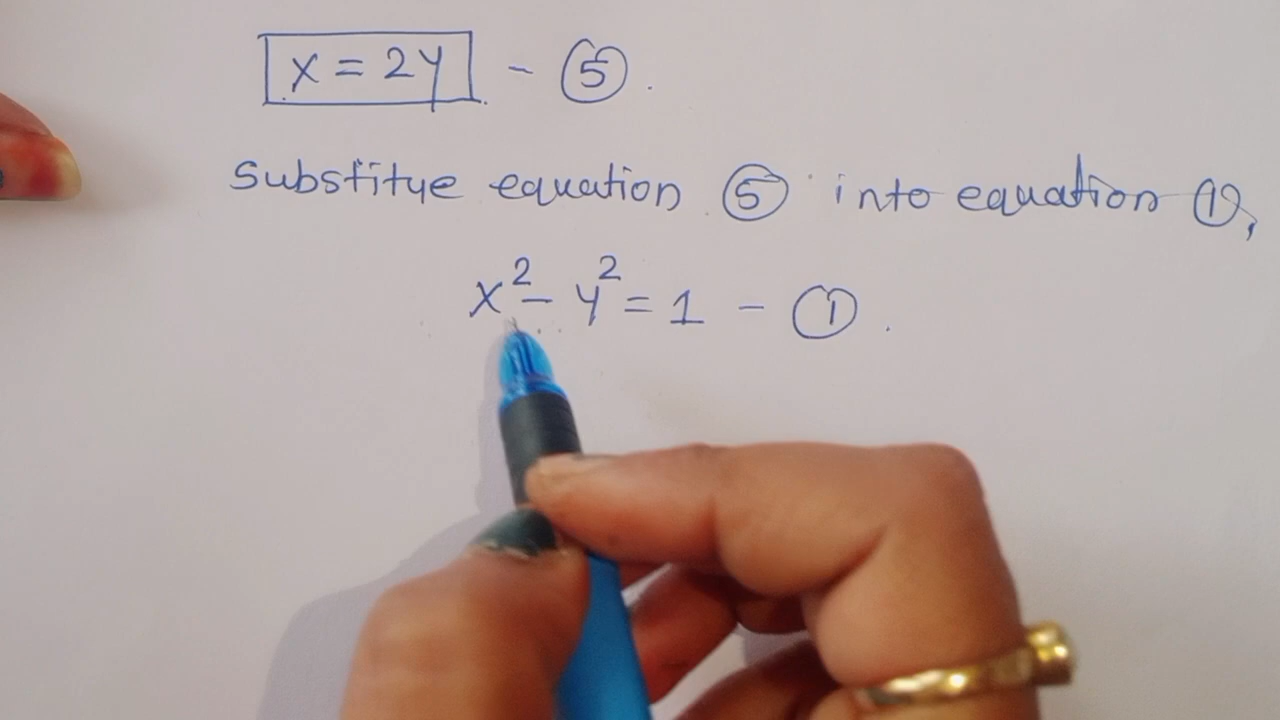 x = 2y - ⑤.
Substitye equation ⑤ into equation ①,
x² - y² = 1 - ①.